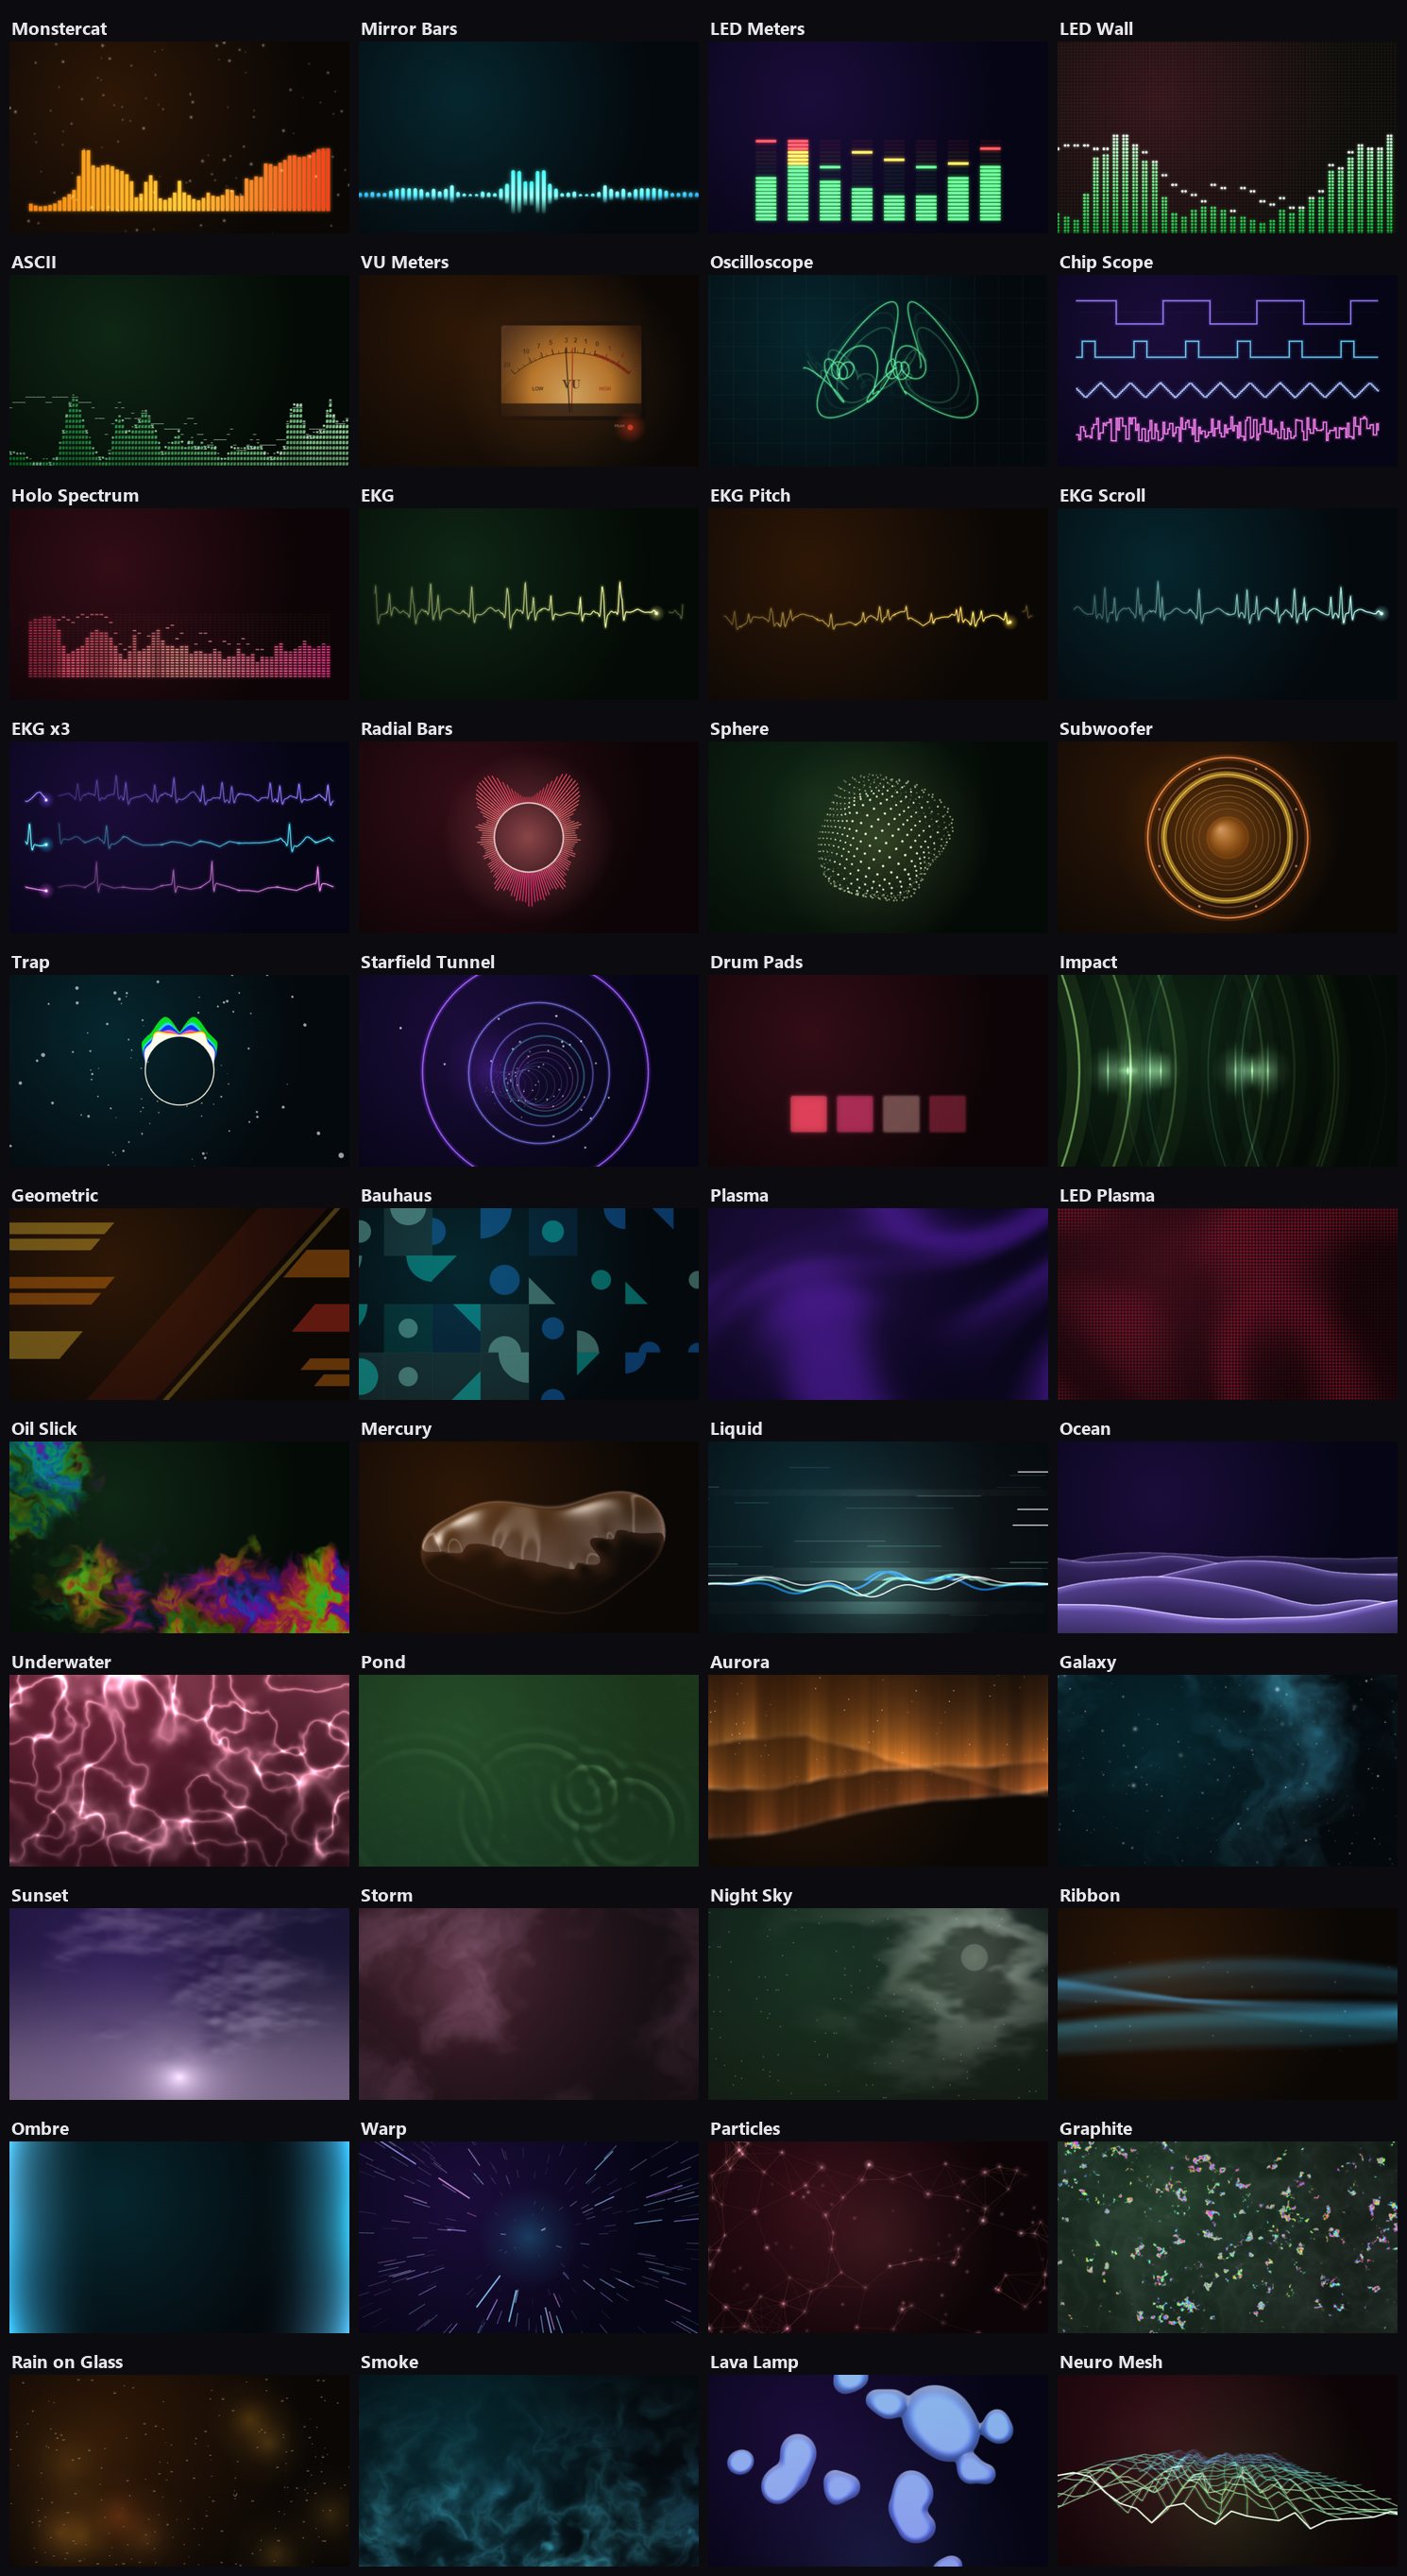 Monstercat
Mirror Bars
LED Meters
LED Wall
ASCII
VU Meters
Oscilloscope
Chip Scope
LOW
VU
HIGH
Holo Spectrum
EKG
EKG Pitch
EKG Scroll
EKG x3
Radial Bars
Sphere
Subwoofer
Trap
Starfield Tunnel
Drum Pads
Impact
Geometric
Bauhaus
Plasma
LED Plasma
Oil Slick
Mercury
Liquid
Ocean
Underwater
Pond
Aurora
Galaxy
Sunset
Storm
Night Sky
Ribbon
Ombre
Warp
Particles
Graphite
Rain on Glass
Smoke
Lava Lamp
Neuro Mesh